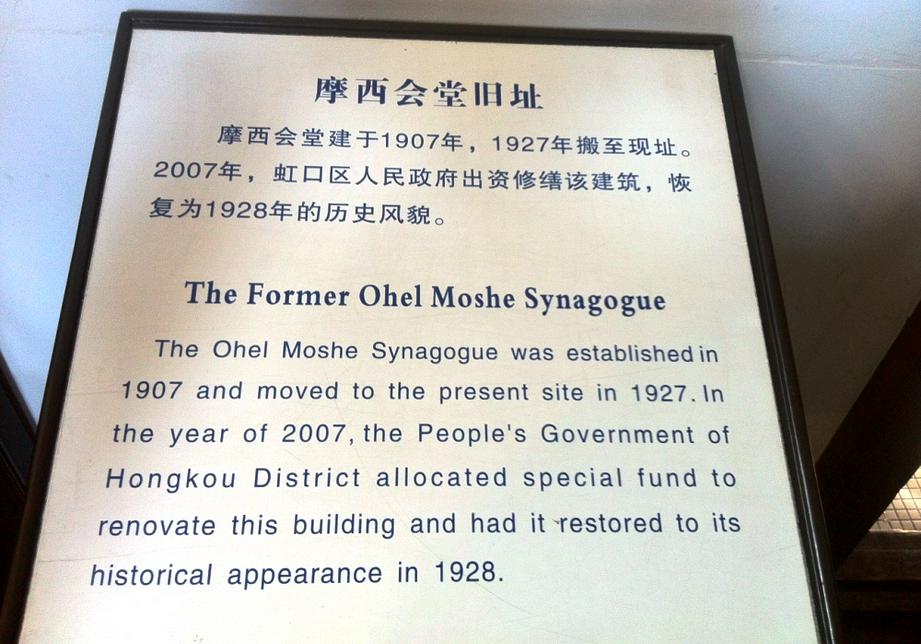 摩西会堂旧址
摩西会堂建于1907年，1927年搬至现址。
2007年，虹口区人民政府出资修缮该建筑，恢
复为1928年的历史风貌。
The Former Ohel Moshe Synagogue
The Ohel Moshe Synagogue was established in
1907 and moved to the present site in 1927. In
the year of 2007, the People's Government of
Hongkou District allocated special fund to
renovate this building and had it restored to its
historical appearance in 1928.